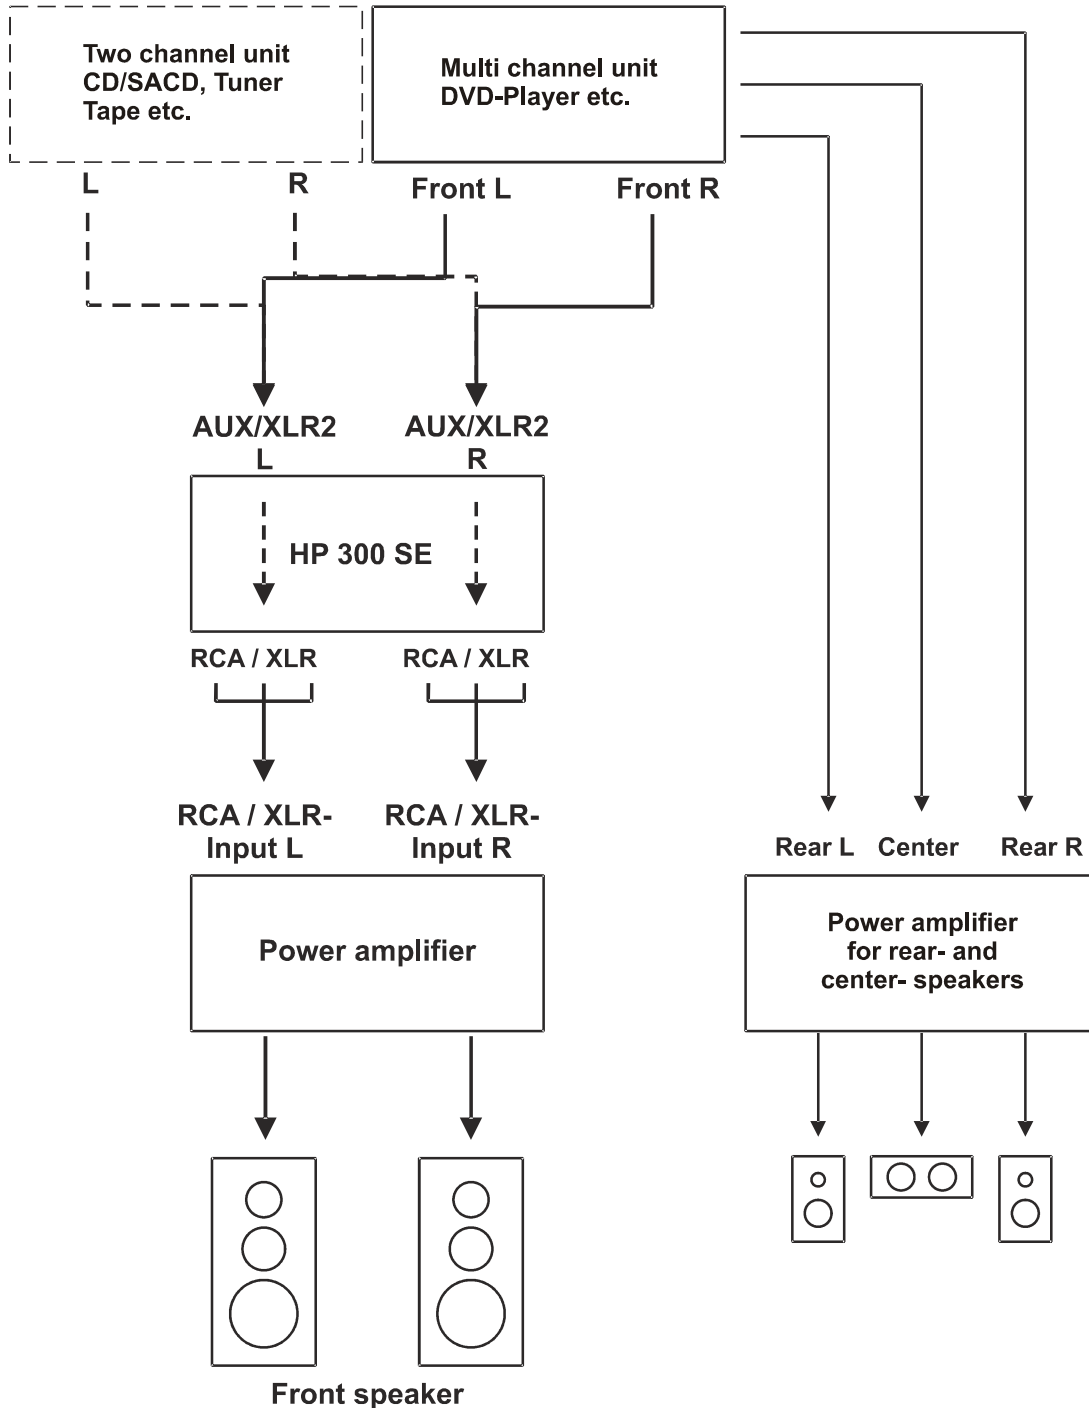 Two channel unit
CD/SACD, Tuner
Tape etc.
Multi channel unit
DVD-Player etc.
L
R
Front L
Front R
AUX/XLR2
L
AUX/XLR2
R
HP 300 SE
RCA / XLR
RCA / XLR
RCA / XLR-
Input L
RCA / XLR-
Input R
Rear L
Center
Rear R
Power amplifier
Power amplifier
for rear- and
center- speakers
Front speaker